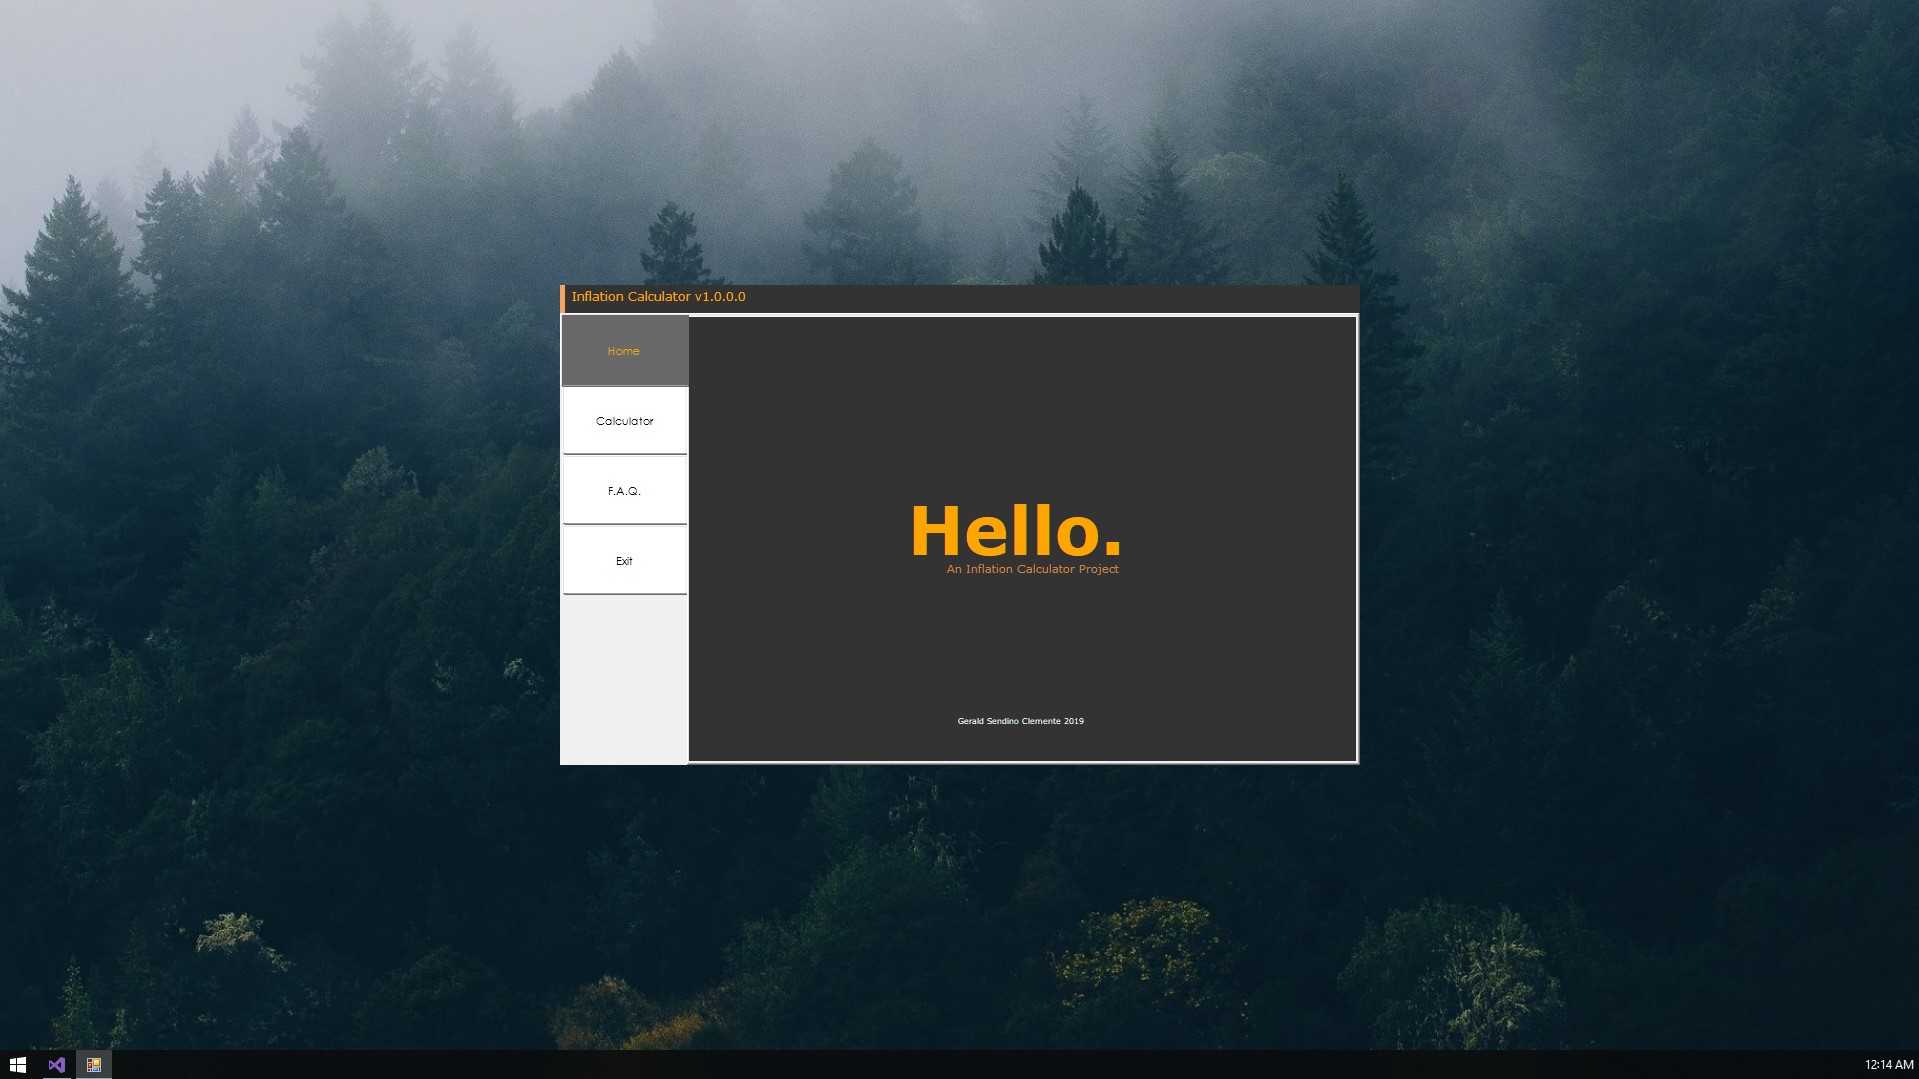 Inflation Calculator v1.0.0.0
Home
Calculator
F.A.Q.
Exit
Hello.
An Inflation Calculator Project
Gerald Sendino Clemente 2019
12:14 AM